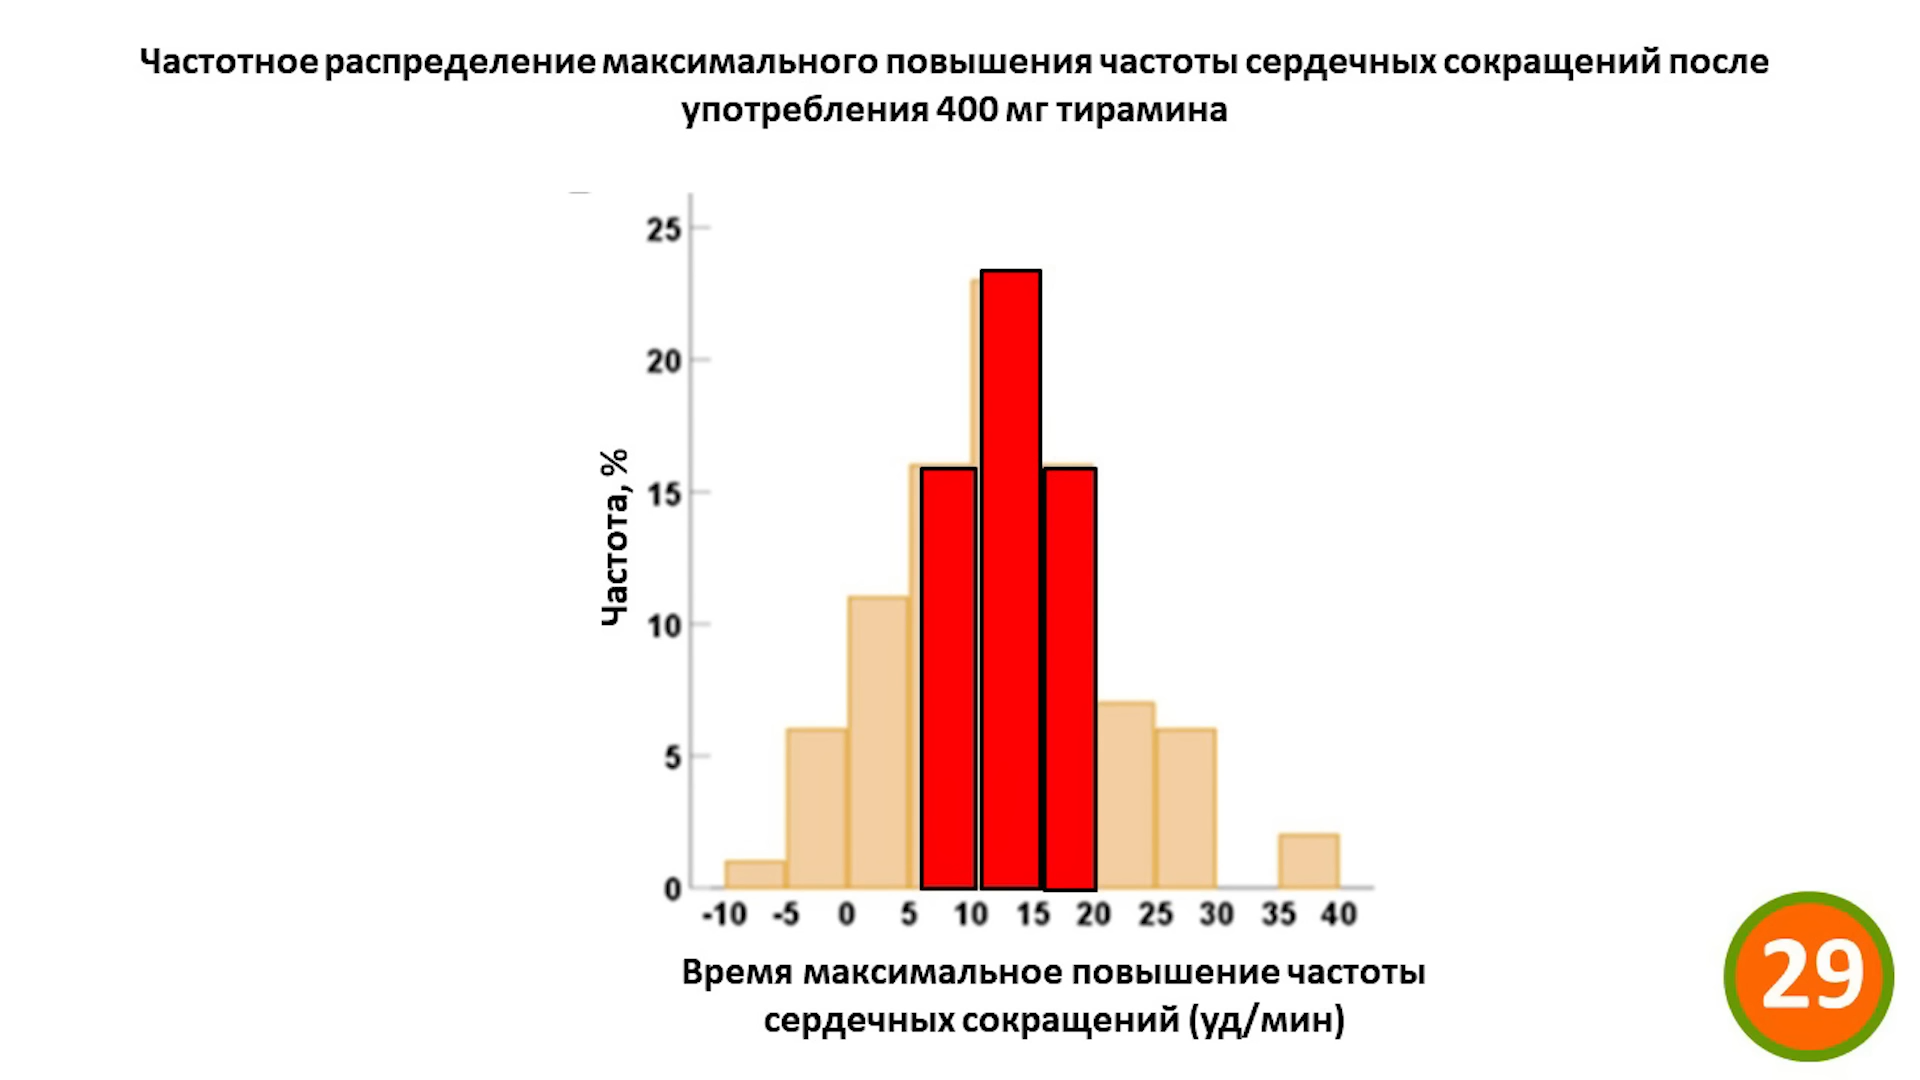 Частотное распределение максимального повышения частоты сердечных сокращений после
употребления 400 мг тирамина
25
20
15
10
5
0
Частота, %
-10 -5 0 5 10 15 20 25 30 35 40
Время максимальное повышение частоты
сердечных сокращений (уд/мин)
29